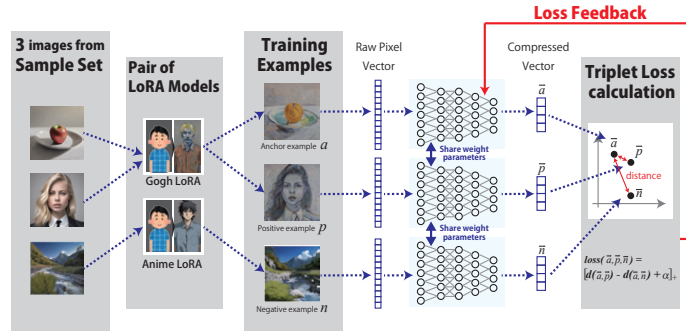 Loss Feedback
3 images from
Sample Set
Pair of
LoRA Models
Training
Examples
Raw Pixel
Vector
Compressed
Vector
Triplet Loss
calculation
Gogh LoRA
Anime LoRA
Anchor example a
Positive example p
Negative example n
Share weight
parameters
Share weight
parameters
a̅
p̅
n̅
a̅
p̅
distance
n̅
loss(a̅,p̅,n̅) =
[d(a̅,p̅) - d(a̅,n̅) + α]₊